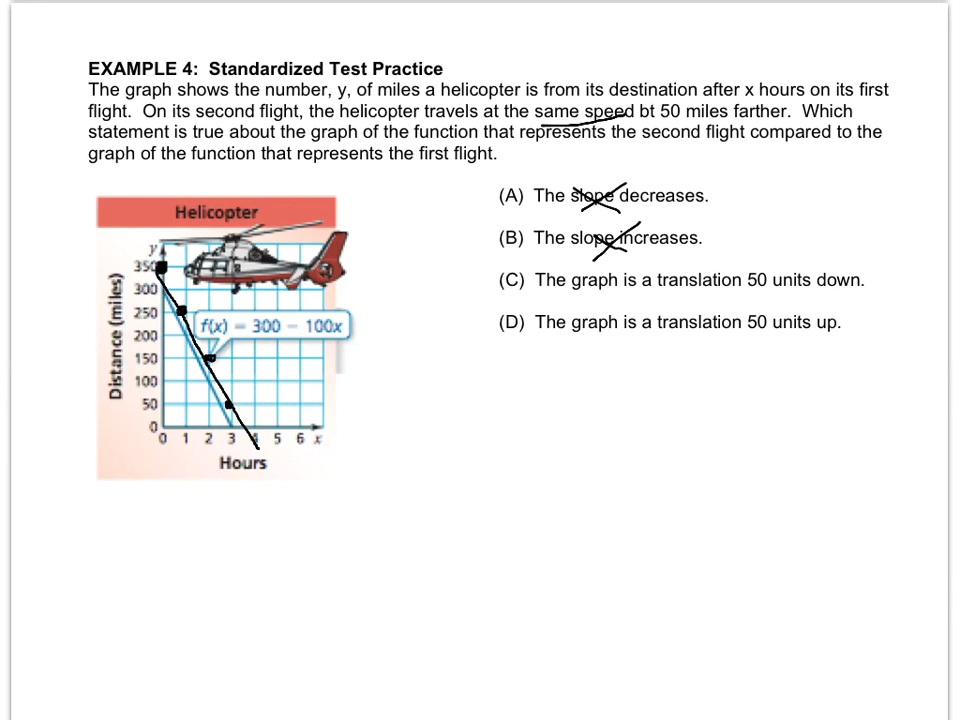 EXAMPLE 4: Standardized Test Practice
The graph shows the number, y, of miles a helicopter is from its destination after x hours on its first
flight. On its second flight, the helicopter travels at the same speed bt 50 miles farther. Which
statement is true about the graph of the function that represents the second flight compared to the
graph of the function that represents the first flight.
(A) The slope decreases.
(B) The slope increases.
(C) The graph is a translation 50 units down.
(D) The graph is a translation 50 units up.
Helicopter
y
350
300
250
200
150
100
50
0
Distance (miles)
f(x) = 300 − 100x
0 1 2 3 4 5 6 x
Hours